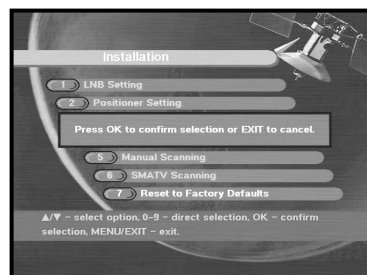 Installation
1 LNB Setting
2 Positioner Setting
Press OK to confirm selection or EXIT to cancel.
5 Manual Scanning
6 SMATV Scanning
7 Reset to Factory Defaults
▲/▼ – select option, 0–9 – direct selection, OK – confirm
selection, MENU/EXIT – exit.